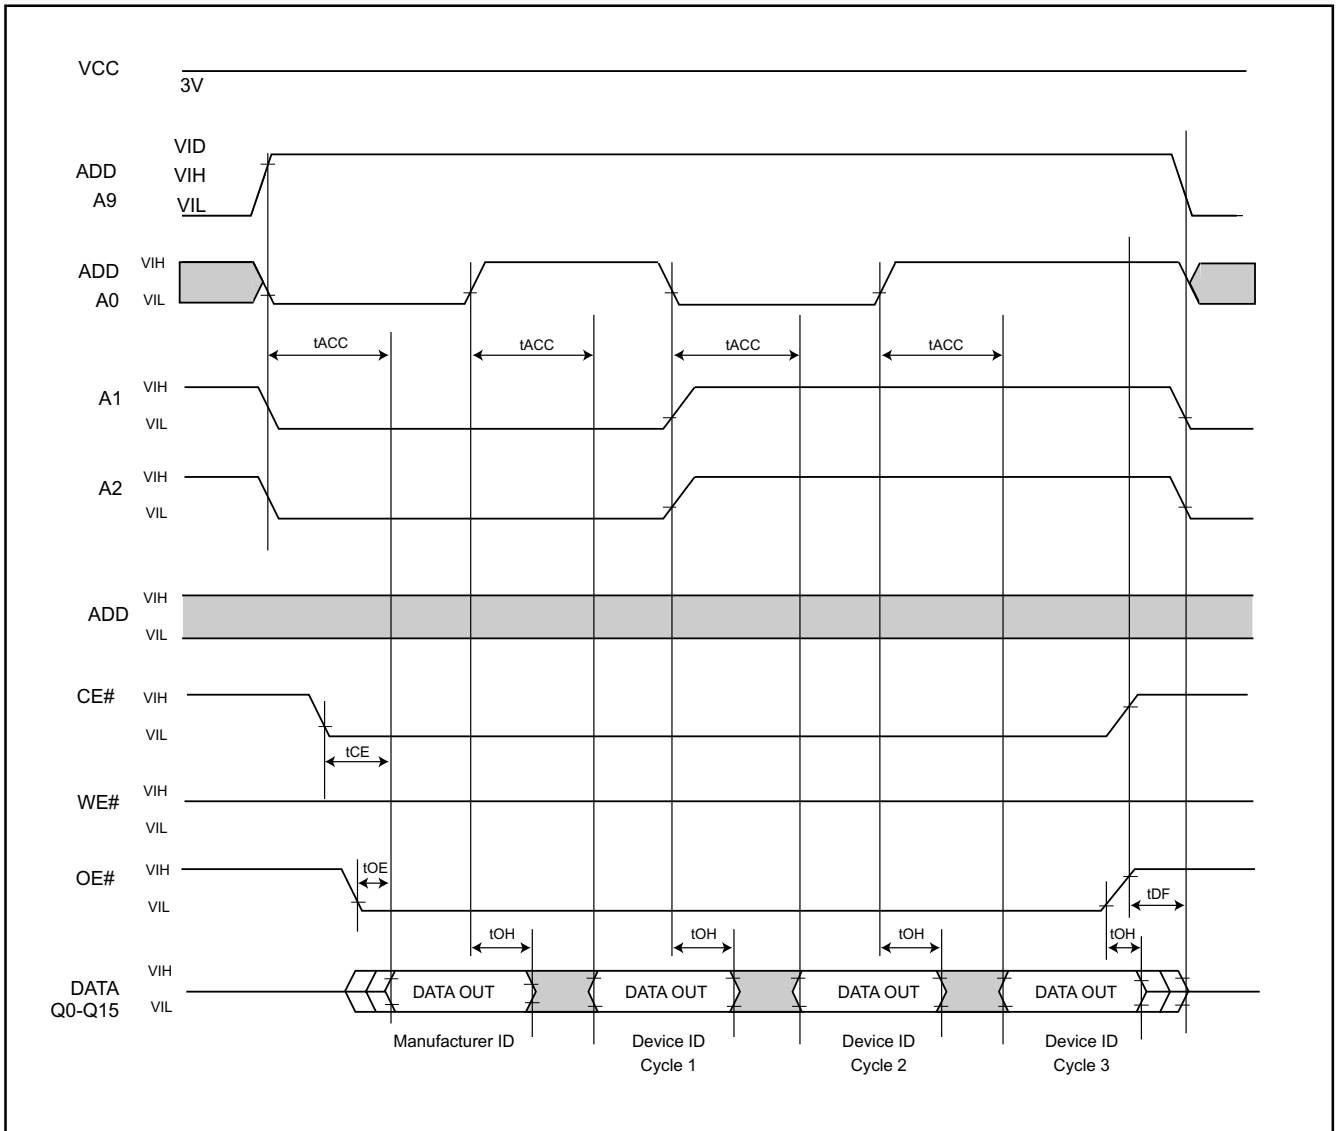 VCC
3V
VID
ADD
VIH
A9
VIL
ADD
VIH
A0
VIL
tACC
tACC
tACC
tACC
A1
VIH
VIL
A2
VIH
VIL
ADD
VIH
VIL
CE#
VIH
VIL
tCE
WE#
VIH
VIL
OE#
VIH
tOE
VIL
tDF
tOH
tOH
tOH
tOH
DATA
Q0-Q15
VIH
VIL
DATA OUT
DATA OUT
DATA OUT
DATA OUT
Manufacturer ID
Device ID
Cycle 1
Device ID
Cycle 2
Device ID
Cycle 3